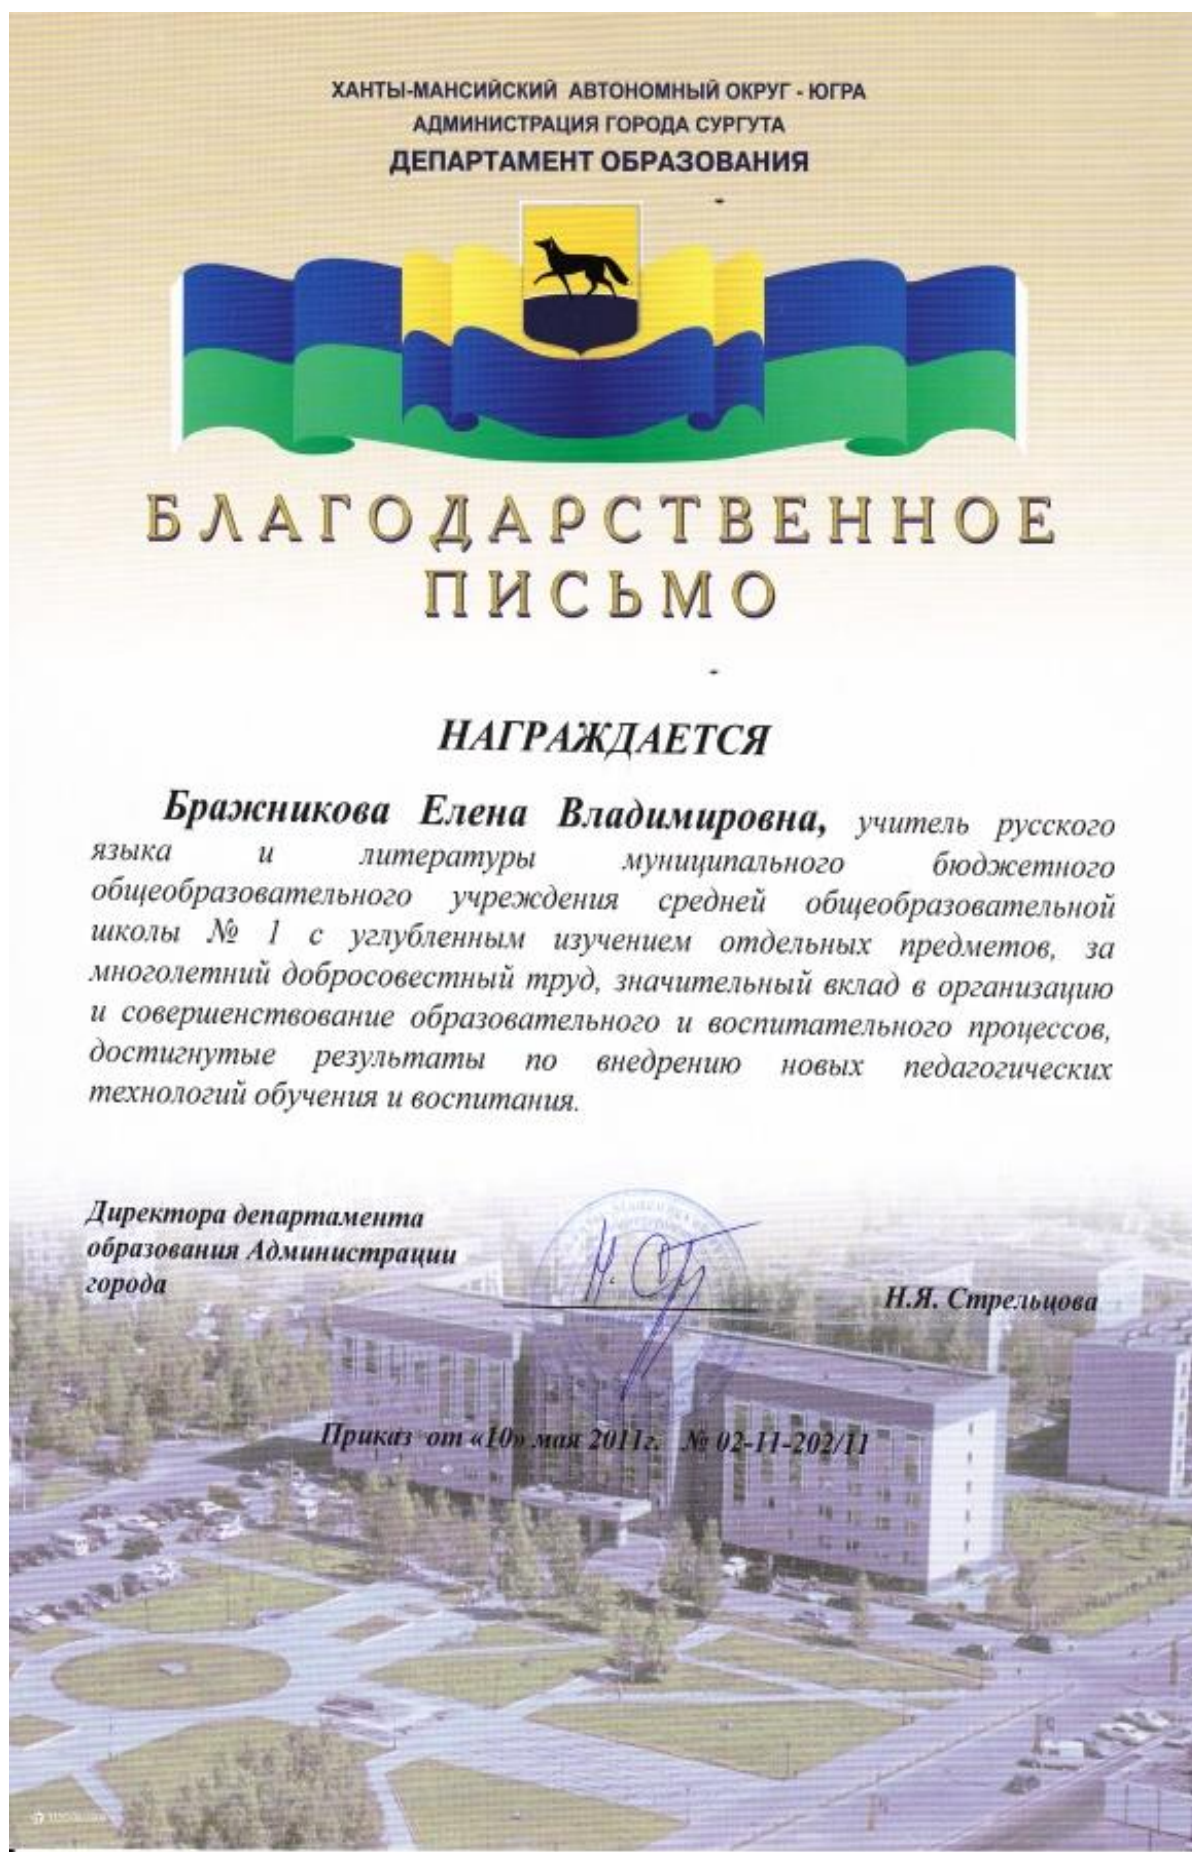 ХАНТЫ-МАНСИЙСКИЙ АВТОНОМНЫЙ ОКРУГ - ЮГРА
АДМИНИСТРАЦИЯ ГОРОДА СУРГУТА
ДЕПАРТАМЕНТ ОБРАЗОВАНИЯ
БЛАГОДАРСТВЕННОЕ
ПИСЬМО
НАГРАЖДАЕТСЯ
Бражникова Елена Владимировна, учитель русского
языка и литературы муниципального бюджетного
общеобразовательного учреждения средней общеобразовательной
школы № 1 с углубленным изучением отдельных предметов, за
многолетний добросовестный труд, значительный вклад в организацию
и совершенствование образовательного и воспитательного процессов,
достигнутые результаты по внедрению новых педагогических
технологий обучения и воспитания.
Директора департамента
образования Администрации
города
Н.Я. Стрельцова
Приказ от «10» мая 2011г. № 02-11-202/11